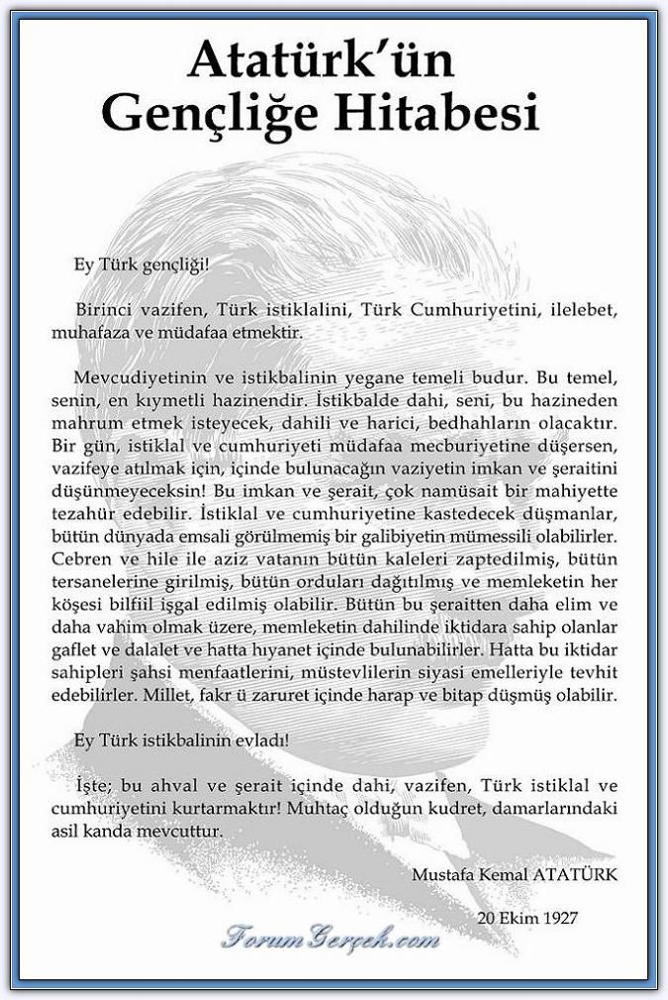 Atatürk’ün
Gençliğe Hitabesi
Ey Türk gençliği!
Birinci vazifen, Türk istiklalini, Türk Cumhuriyetini, ilelebet,
muhafaza ve müdafaa etmektir.
Mevcudiyetinin ve istikbalinin yegane temeli budur. Bu temel,
senin, en kıymetli hazinendir. İstikbalde dahi, seni, bu hazineden
mahrum etmek isteyecek, dahili ve harici, bedhahların olacaktır.
Bir gün, istiklal ve cumhuriyeti müdafaa mecburiyetine düşersen,
vazifeye atılmak için, içinde bulunacağın vaziyetin imkan ve şeraitini
düşünmeyeceksin! Bu imkan ve şerait, çok namüsait bir mahiyette
tezahür edebilir. İstiklal ve cumhuriyetine kastedecek düşmanlar,
bütün dünyada emsali görülmemiş bir galibiyetin mümessili olabilirler.
Cebren ve hile ile aziz vatanın bütün kaleleri zaptedilmiş, bütün
tersanelerine girilmiş, bütün orduları dağıtılmış ve memleketin her
köşesi bilfiil işgal edilmiş olabilir. Bütün bu şeraitten daha elim ve
daha vahim olmak üzere, memleketin dahilinde iktidara sahip olanlar
gaflet ve dalalet ve hatta hıyanet içinde bulunabilirler. Hatta bu iktidar
sahipleri şahsi menfaatlerini, müstevlilerin siyasi emelleriyle tevhit
edebilirler. Millet, fakr ü zaruret içinde harap ve bitap düşmüş olabilir.
Ey Türk istikbalinin evladı!
İşte; bu ahval ve şerait içinde dahi, vazifen, Türk istiklal ve
cumhuriyetini kurtarmaktır! Muhtaç olduğun kudret, damarlarındaki
asil kanda mevcuttur.
Mustafa Kemal ATATÜRK
20 Ekim 1927
ForumGerçek.com